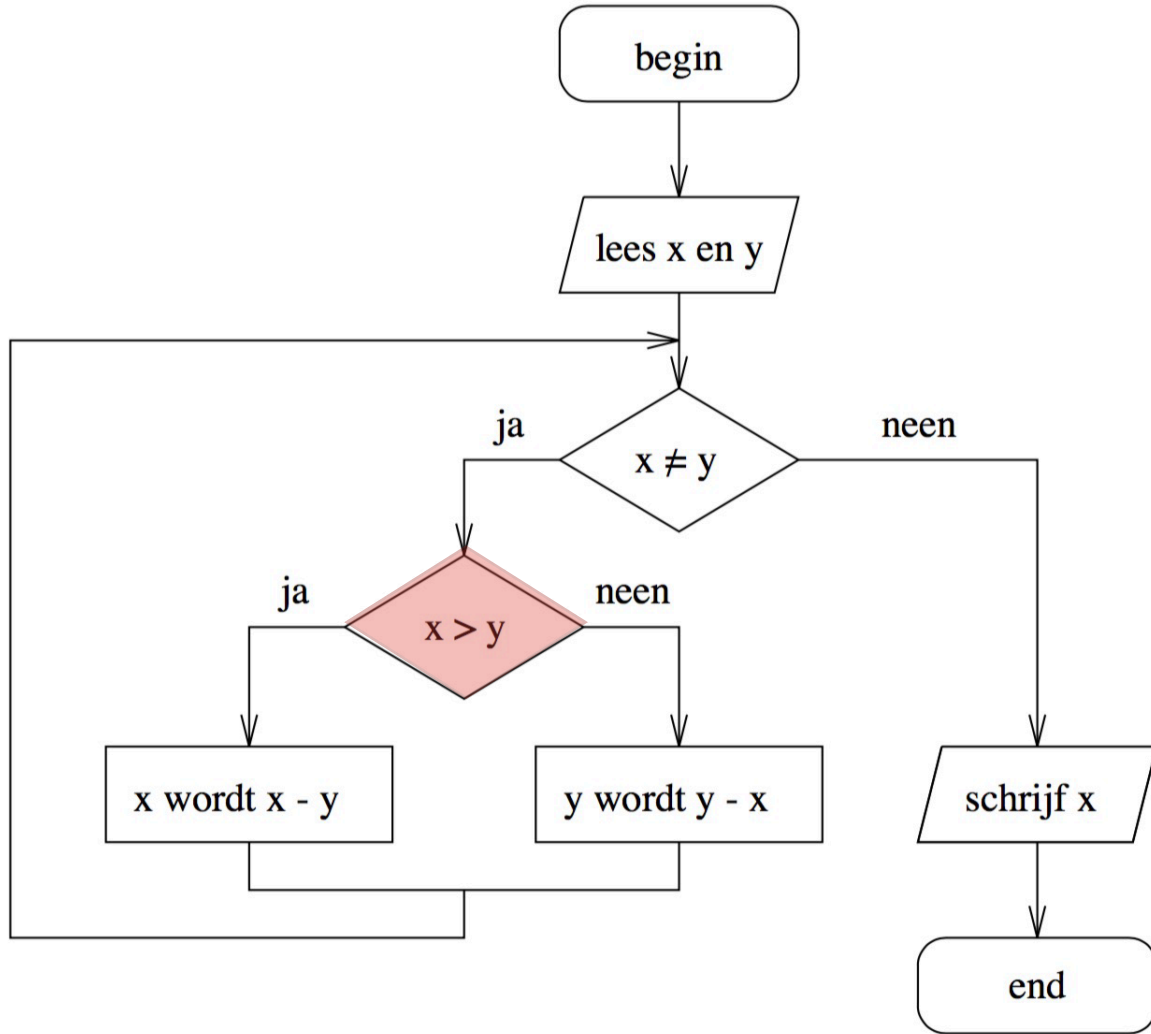 begin
lees x en y
ja
neen
x ≠ y
ja
neen
x > y
x wordt x - y
y wordt y - x
schrijf x
end